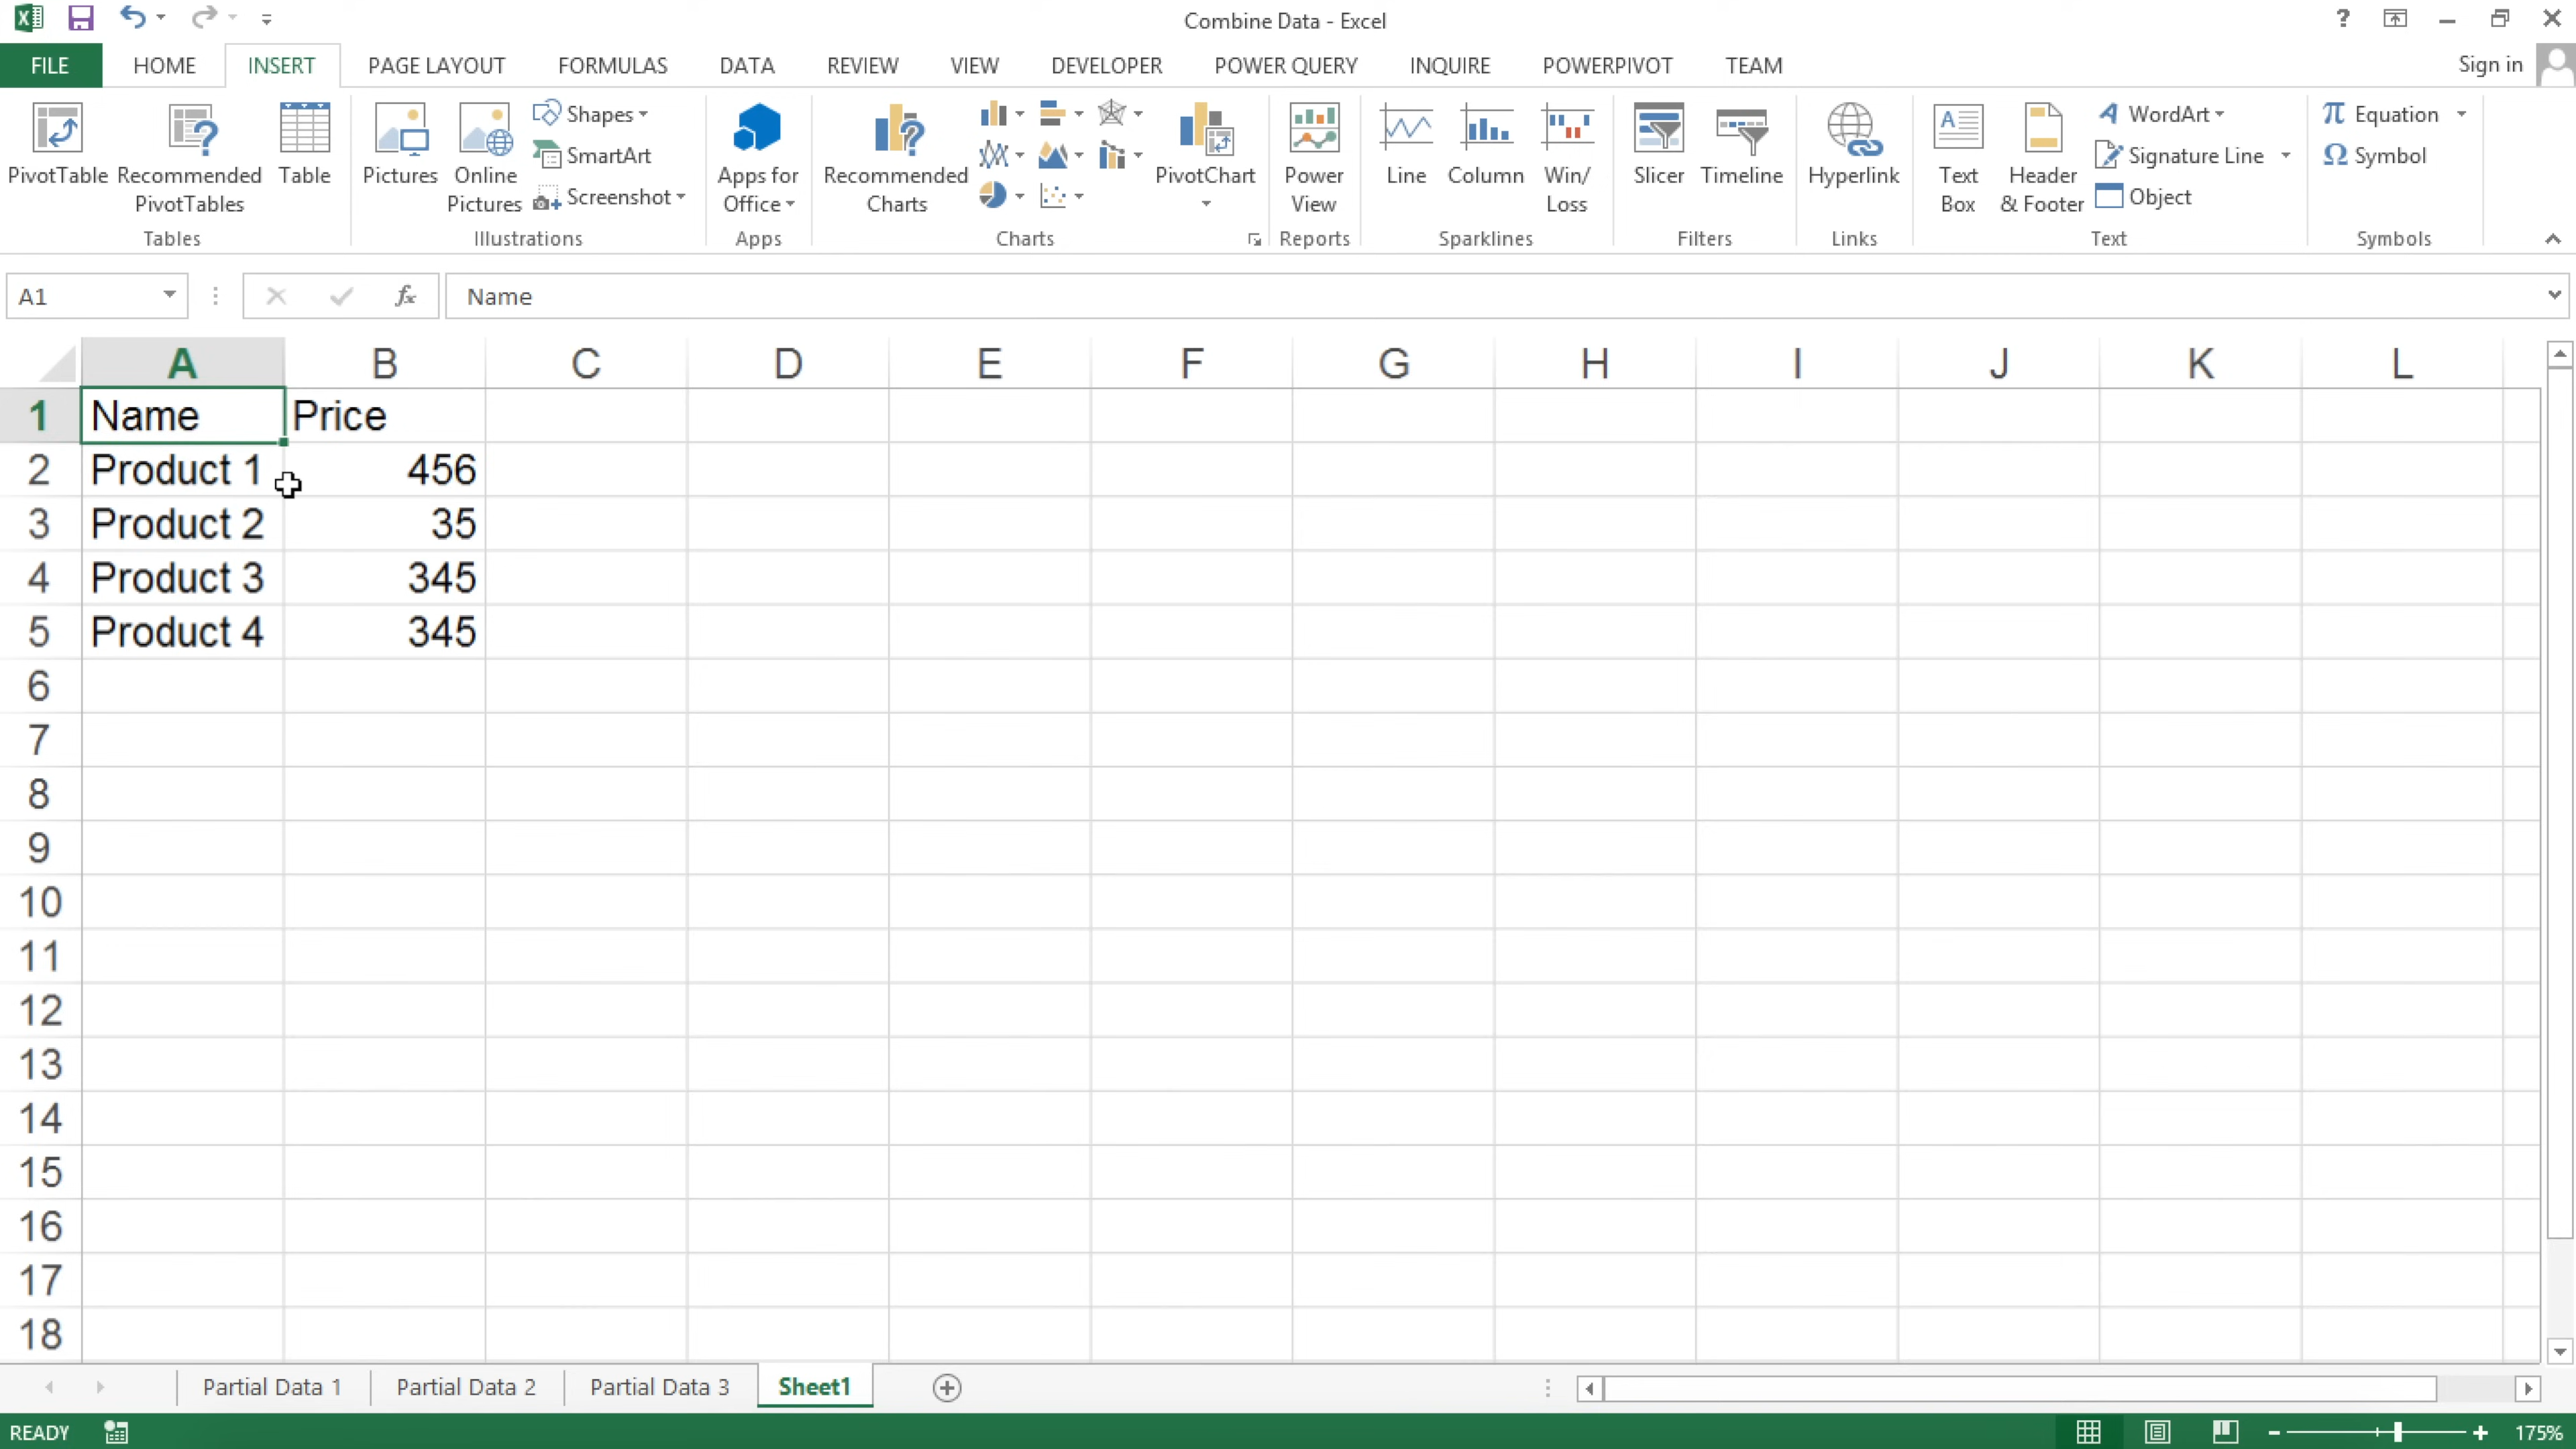 Combine Data - Excel
FILE HOME INSERT PAGE LAYOUT FORMULAS DATA REVIEW VIEW DEVELOPER POWER QUERY INQUIRE POWERPIVOT TEAM Sign in
PivotTable
Recommended PivotTables
Table
Tables
Pictures
Online Pictures
Shapes
SmartArt
Screenshot
Illustrations
Apps for Office
Apps
Recommended Charts
PivotChart
Charts
Power View
Reports
Line
Column
Win/ Loss
Sparklines
Slicer
Timeline
Filters
Hyperlink
Links
Text Box
Header & Footer
WordArt
Signature Line
Object
Text
π Equation
Ω Symbol
Symbols
A1 fx Name
A B C D E F G H I J K L
1 Name Price
2 Product 1 456
3 Product 2 35
4 Product 3 345
5 Product 4 345
6
7
8
9
10
11
12
13
14
15
16
17
18
Partial Data 1 Partial Data 2 Partial Data 3 Sheet1
READY 175%